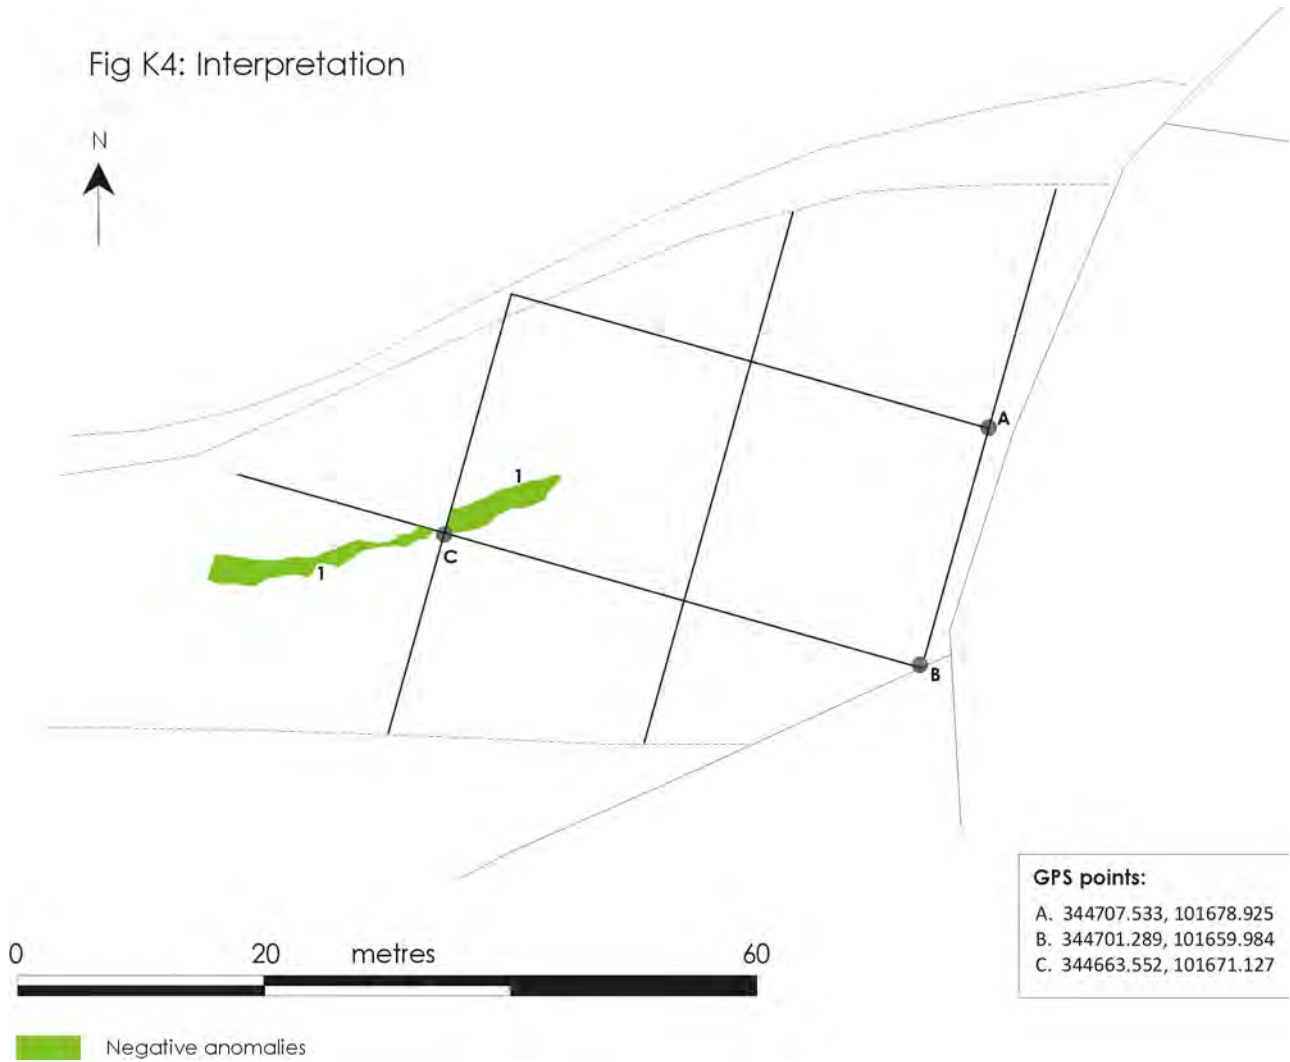 Fig K4: Interpretation
N
A
1
C
1
B
GPS points:
A. 344707.533, 101678.925
B. 344701.289, 101659.984
C. 344663.552, 101671.127
0 20 metres 60
Negative anomalies